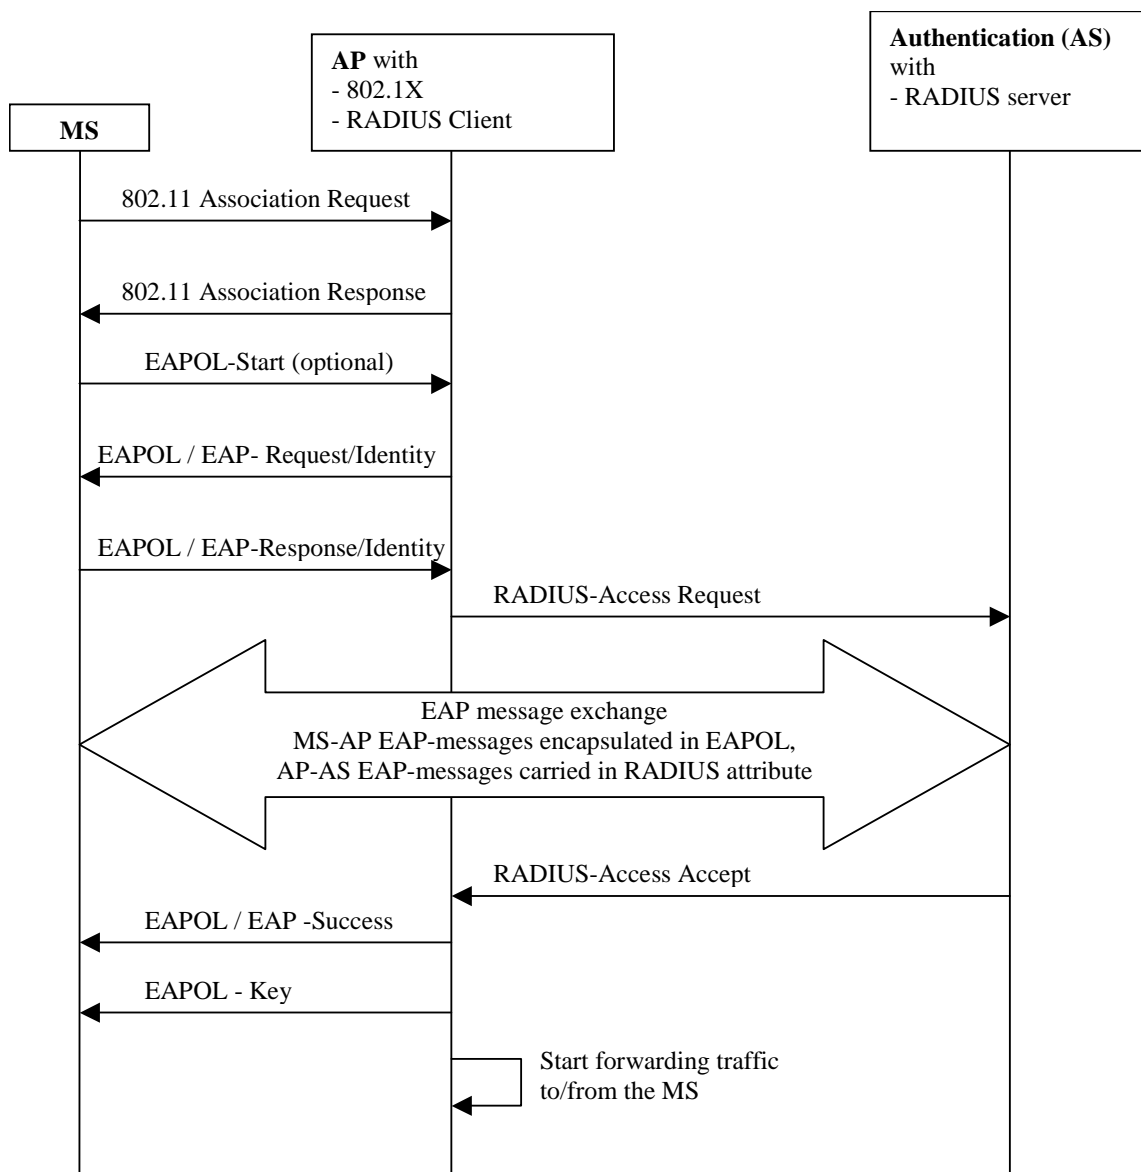 MS
AP with
- 802.1X
- RADIUS Client
Authentication (AS)
with
- RADIUS server
802.11 Association Request
802.11 Association Response
EAPOL-Start (optional)
EAPOL / EAP- Request/Identity
EAPOL / EAP-Response/Identity
RADIUS-Access Request
EAP message exchange
MS-AP EAP-messages encapsulated in EAPOL,
AP-AS EAP-messages carried in RADIUS attribute
RADIUS-Access Accept
EAPOL / EAP -Success
EAPOL - Key
Start forwarding traffic
to/from the MS